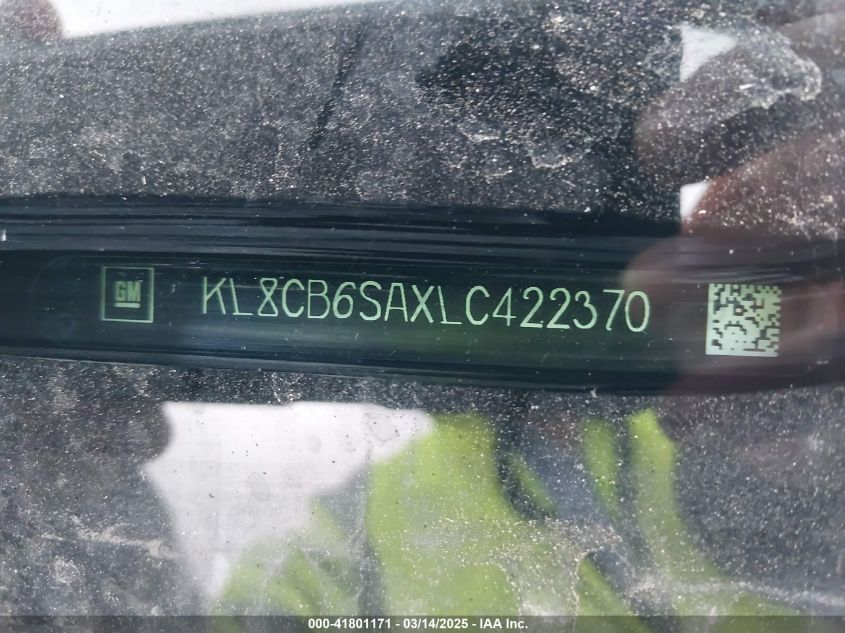 GM KL8CB6SAXLC422370
000-41801171 - 03/14/2025 - IAA Inc.